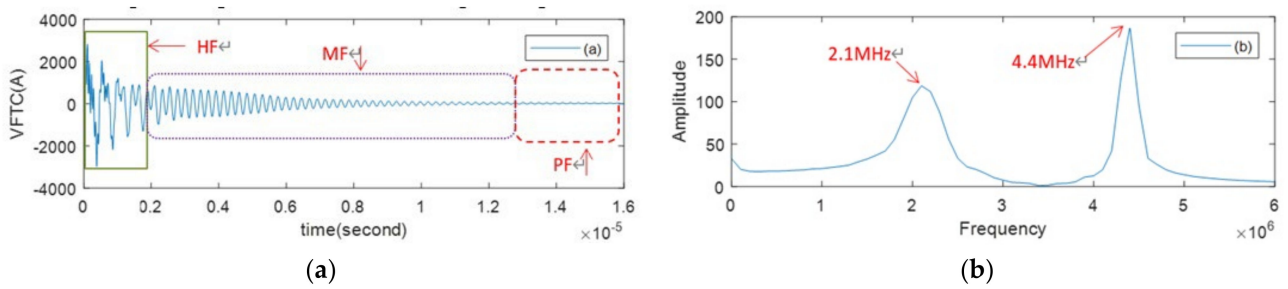 4000
2000
0
-2000
-4000
VFTC(A)
HF↵
MF↵
PF↵
(a)
0 0.2 0.4 0.6 0.8 1 1.2 1.4 1.6
time(second)
×10⁻⁵
(a)
200
150
100
50
0
Amplitude
2.1MHz↵
4.4MHz↵
(b)
0 1 2 3 4 5 6
Frequency
×10⁶
(b)